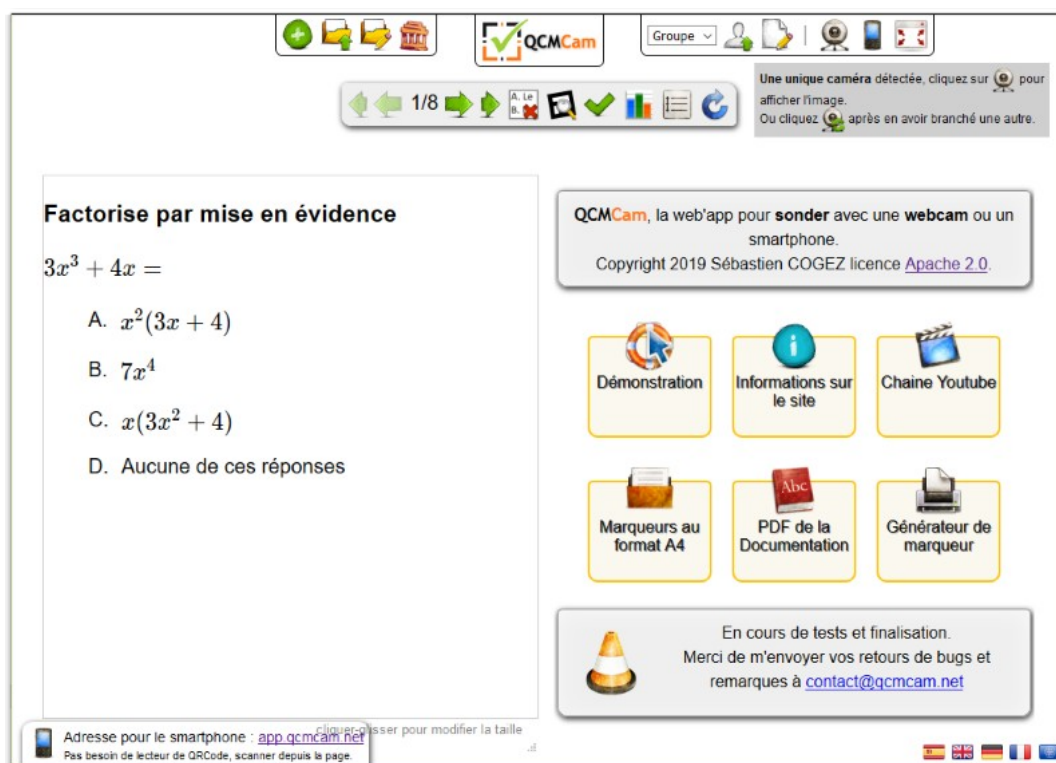 QCMCam
Groupe
1/8
A. Le
B.
Une unique caméra détectée, cliquez sur pour
afficher l'image.
Ou cliquez après en avoir branché une autre.
Factorise par mise en évidence
3x³ + 4x =
A. x²(3x + 4)
B. 7x⁴
C. x(3x² + 4)
D. Aucune de ces réponses
cliquer-glisser pour modifier la taille
Adresse pour le smartphone : app.qcmcam.net
Pas besoin de lecteur de QRCode, scanner depuis la page.
QCMCam, la web'app pour sonder avec une webcam ou un
smartphone.
Copyright 2019 Sébastien COGEZ licence Apache 2.0.
Démonstration
Informations sur
le site
Chaine Youtube
Marqueurs au
format A4
Abc
PDF de la
Documentation
Générateur de
marqueur
En cours de tests et finalisation.
Merci de m'envoyer vos retours de bugs et
remarques à contact@qcmcam.net